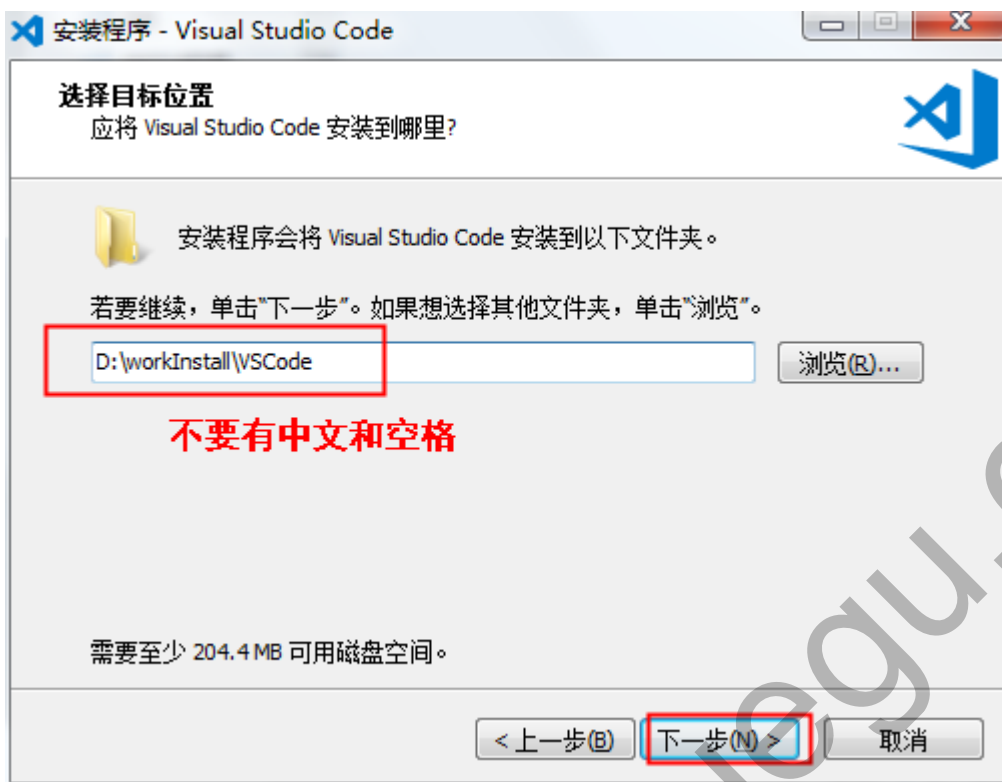 安装程序 - Visual Studio Code
选择目标位置
应将 Visual Studio Code 安装到哪里?
安装程序会将 Visual Studio Code 安装到以下文件夹。
若要继续，单击“下一步”。如果想选择其他文件夹，单击“浏览”。
D:\workInstall\VSCode
浏览(R)...
不要有中文和空格
需要至少 204.4 MB 可用磁盘空间。
< 上一步(B) 下一步(N) > 取消